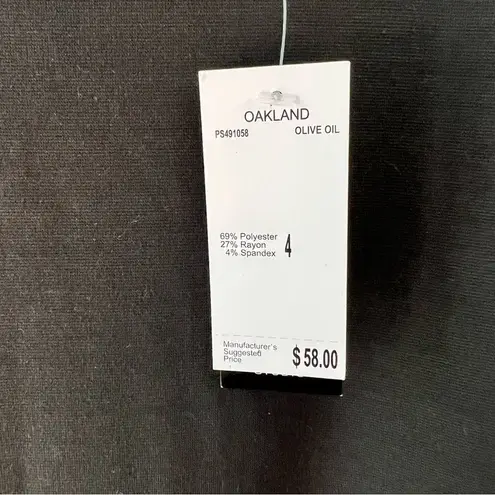 OAKLAND
PS491058 OLIVE OIL
69% Polyester
27% Rayon 4
4% Spandex
Manufacturer's
Suggested
Price $58.00